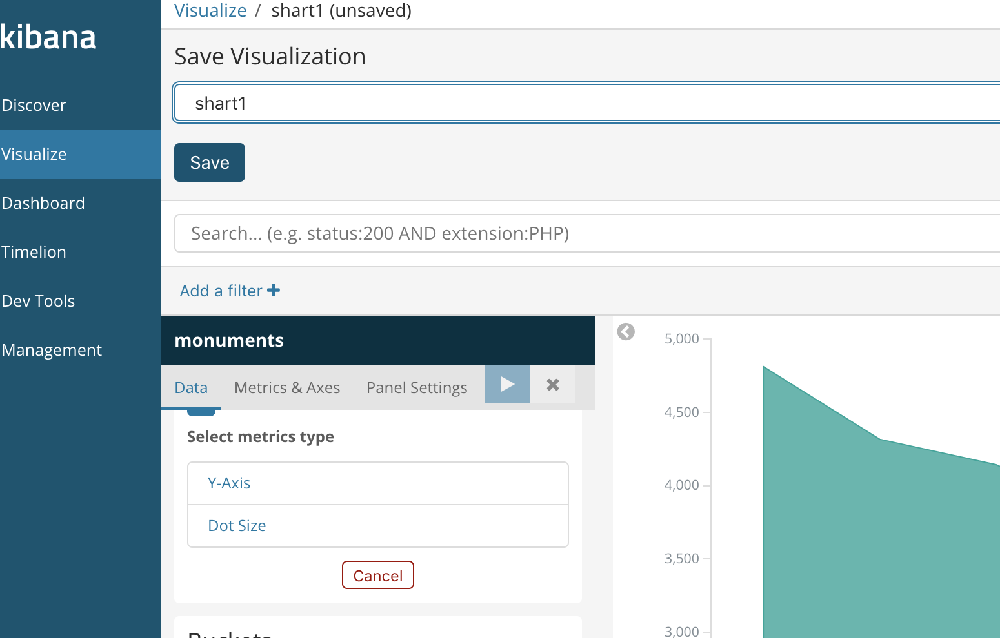 Visualize / shart1 (unsaved)
kibana
Save Visualization
shart1
Discover
Visualize
Save
Dashboard
Search... (e.g. status:200 AND extension:PHP)
Timelion
Add a filter
Dev Tools
monuments
Management
Data Metrics & Axes Panel Settings
Select metrics type
Y-Axis
Dot Size
Cancel
Buckets
5,000
4,500
4,000
3,500
3,000